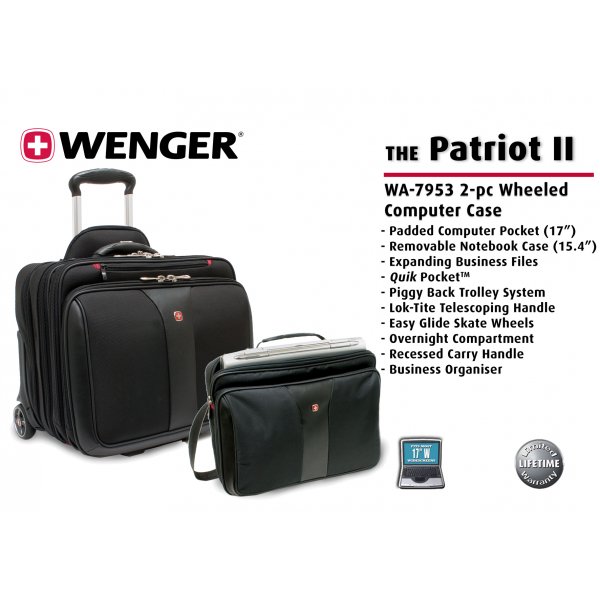 WENGER®
THE Patriot II
WA-7953 2-pc Wheeled
Computer Case
- Padded Computer Pocket (17”)
- Removable Notebook Case (15.4”)
- Expanding Business Files
- Quik Pocket™
- Piggy Back Trolley System
- Lok-Tite Telescoping Handle
- Easy Glide Skate Wheels
- Overnight Compartment
- Recessed Carry Handle
- Business Organiser
17" W
Limited
LIFETIME
Warranty